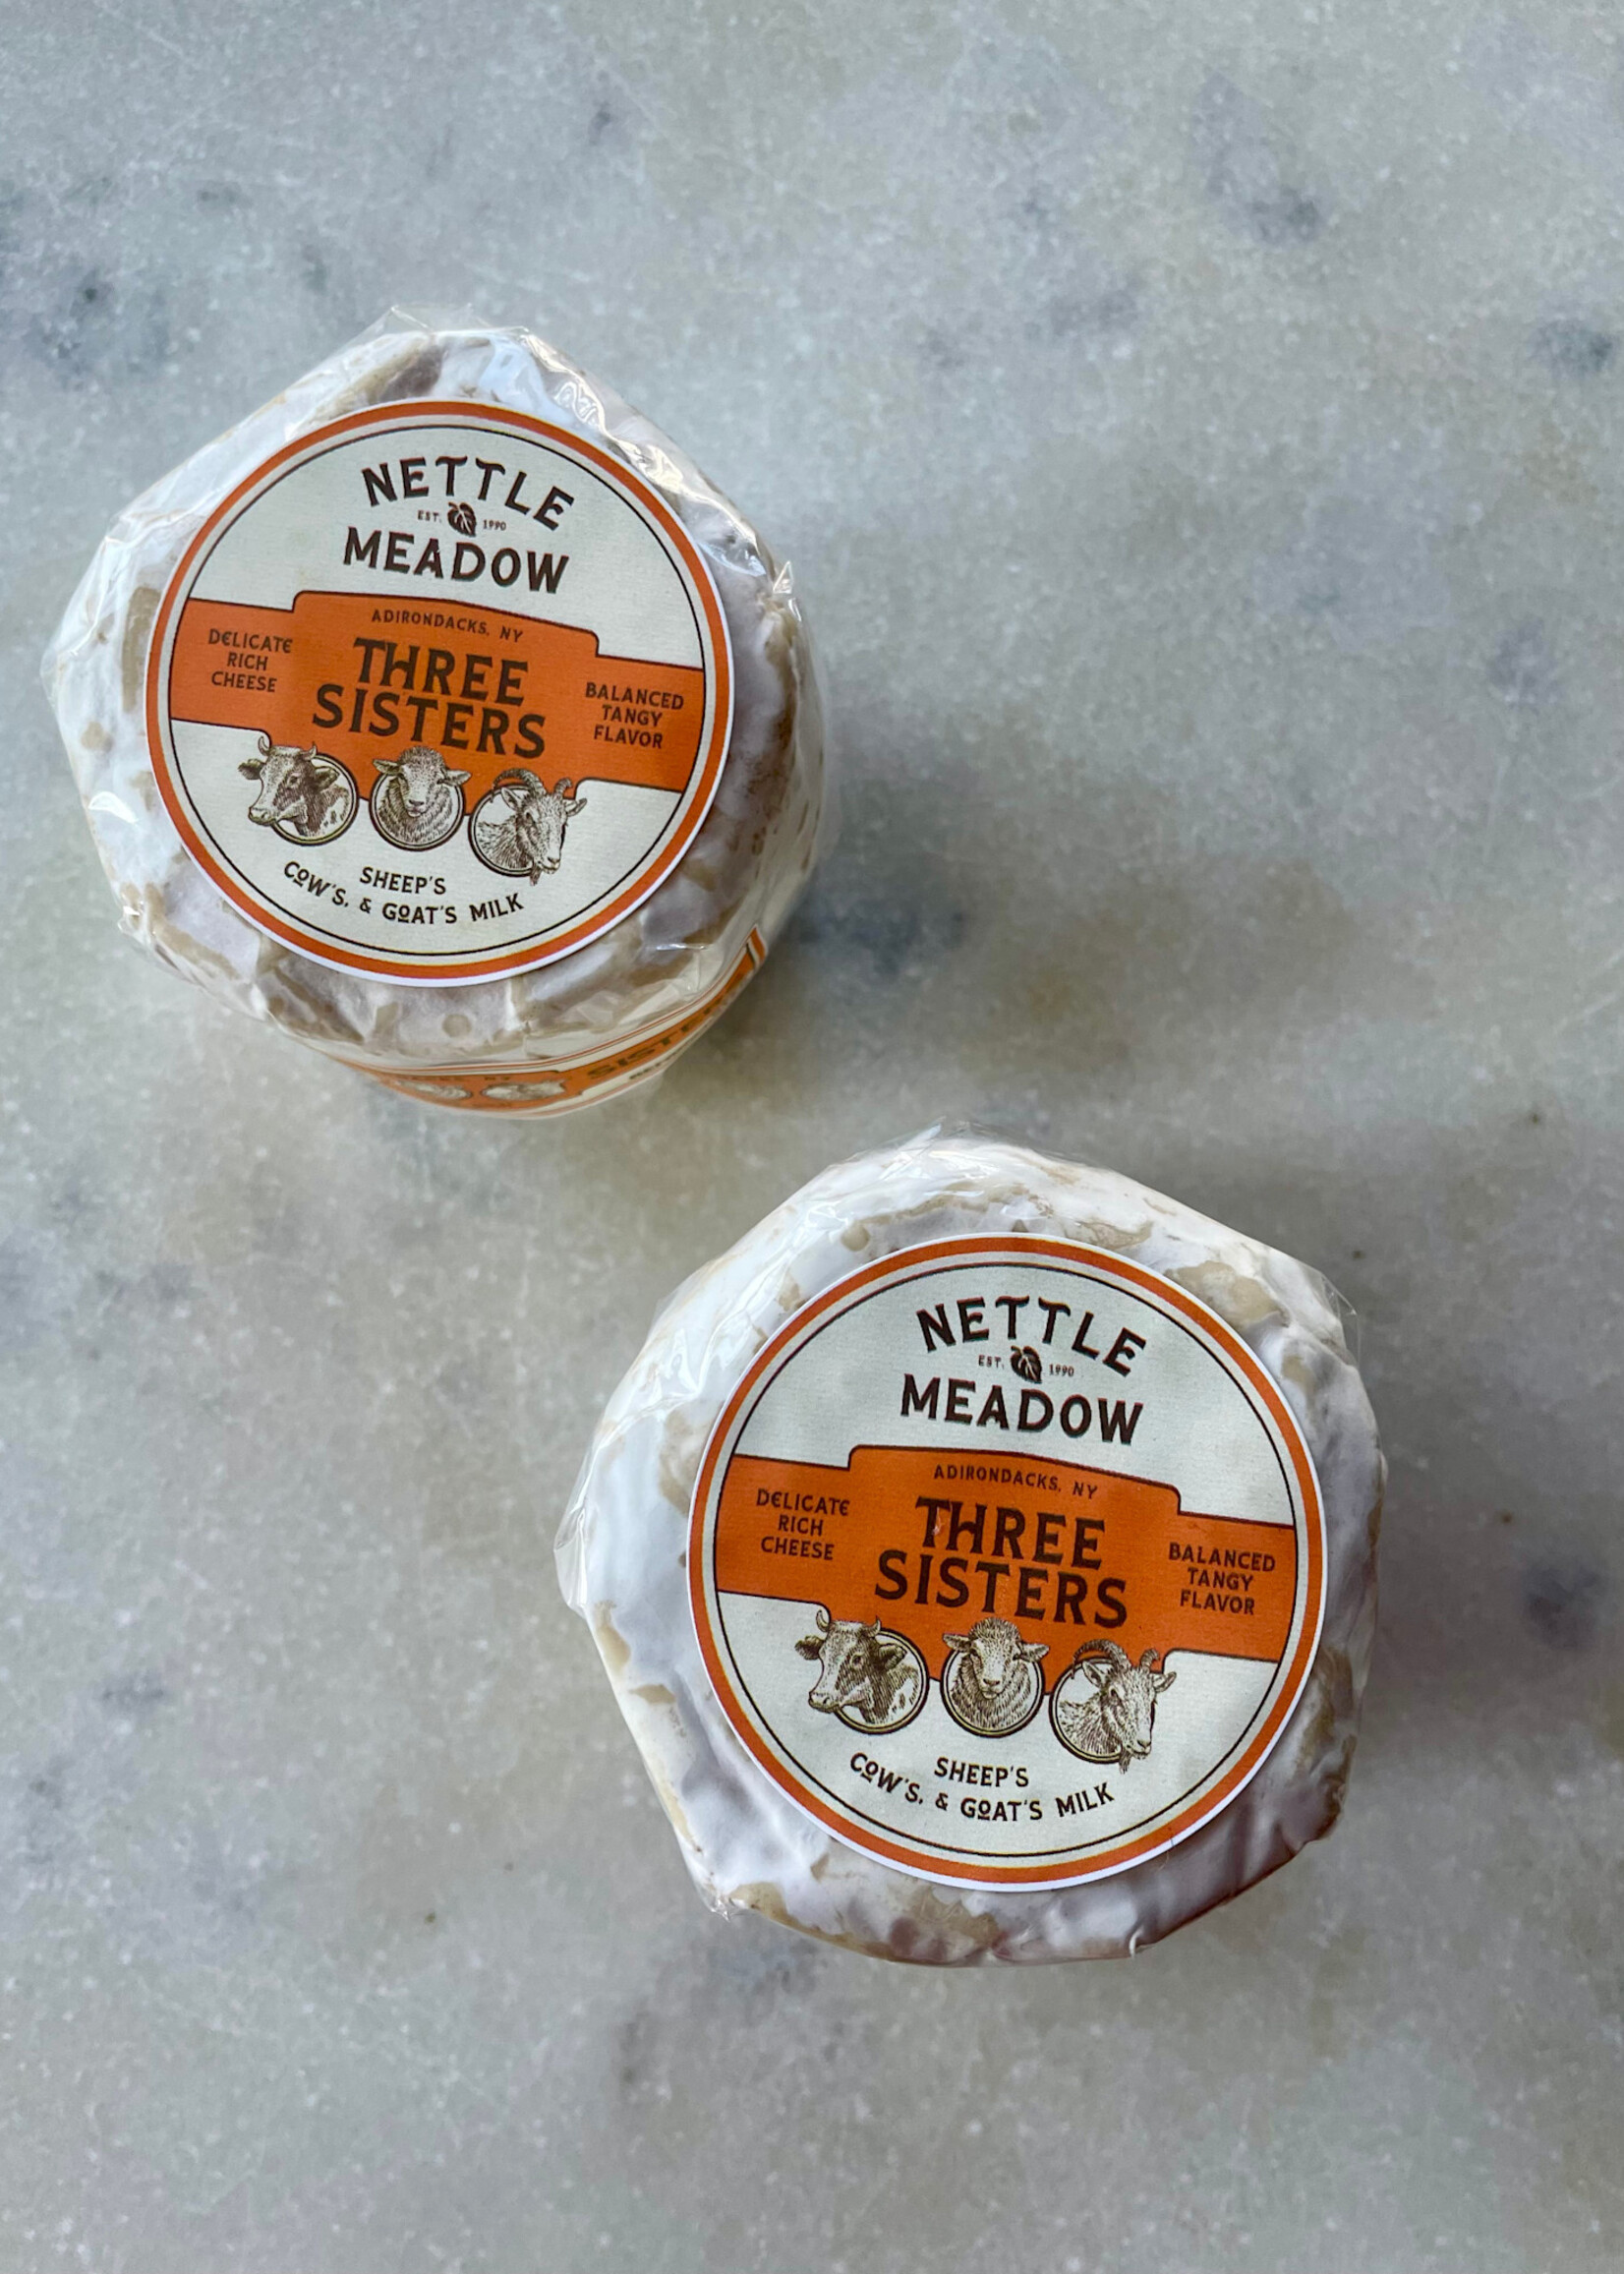 NETTLE
EST. 1990
MEADOW
ADIRONDACKS, NY
DELICATE
RICH
CHEESE
THREE
SISTERS
BALANCED
TANGY
FLAVOR
SHEEP'S
COW'S, & GOAT'S MILK
SISTERS
NETTLE
EST. 1990
MEADOW
ADIRONDACKS, NY
DELICATE
RICH
CHEESE
THREE
SISTERS
BALANCED
TANGY
FLAVOR
SHEEP'S
COW'S, & GOAT'S MILK